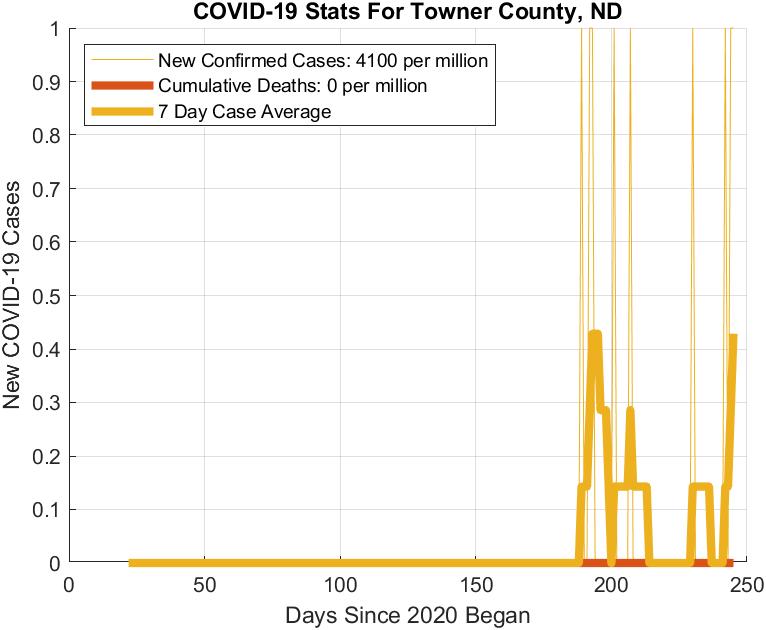 COVID-19 Stats For Towner County, ND
New Confirmed Cases: 4100 per million
Cumulative Deaths: 0 per million
7 Day Case Average
1
0.9
0.8
0.7
0.6
0.5
0.4
0.3
0.2
0.1
0
New COVID-19 Cases
0 50 100 150 200 250
Days Since 2020 Began